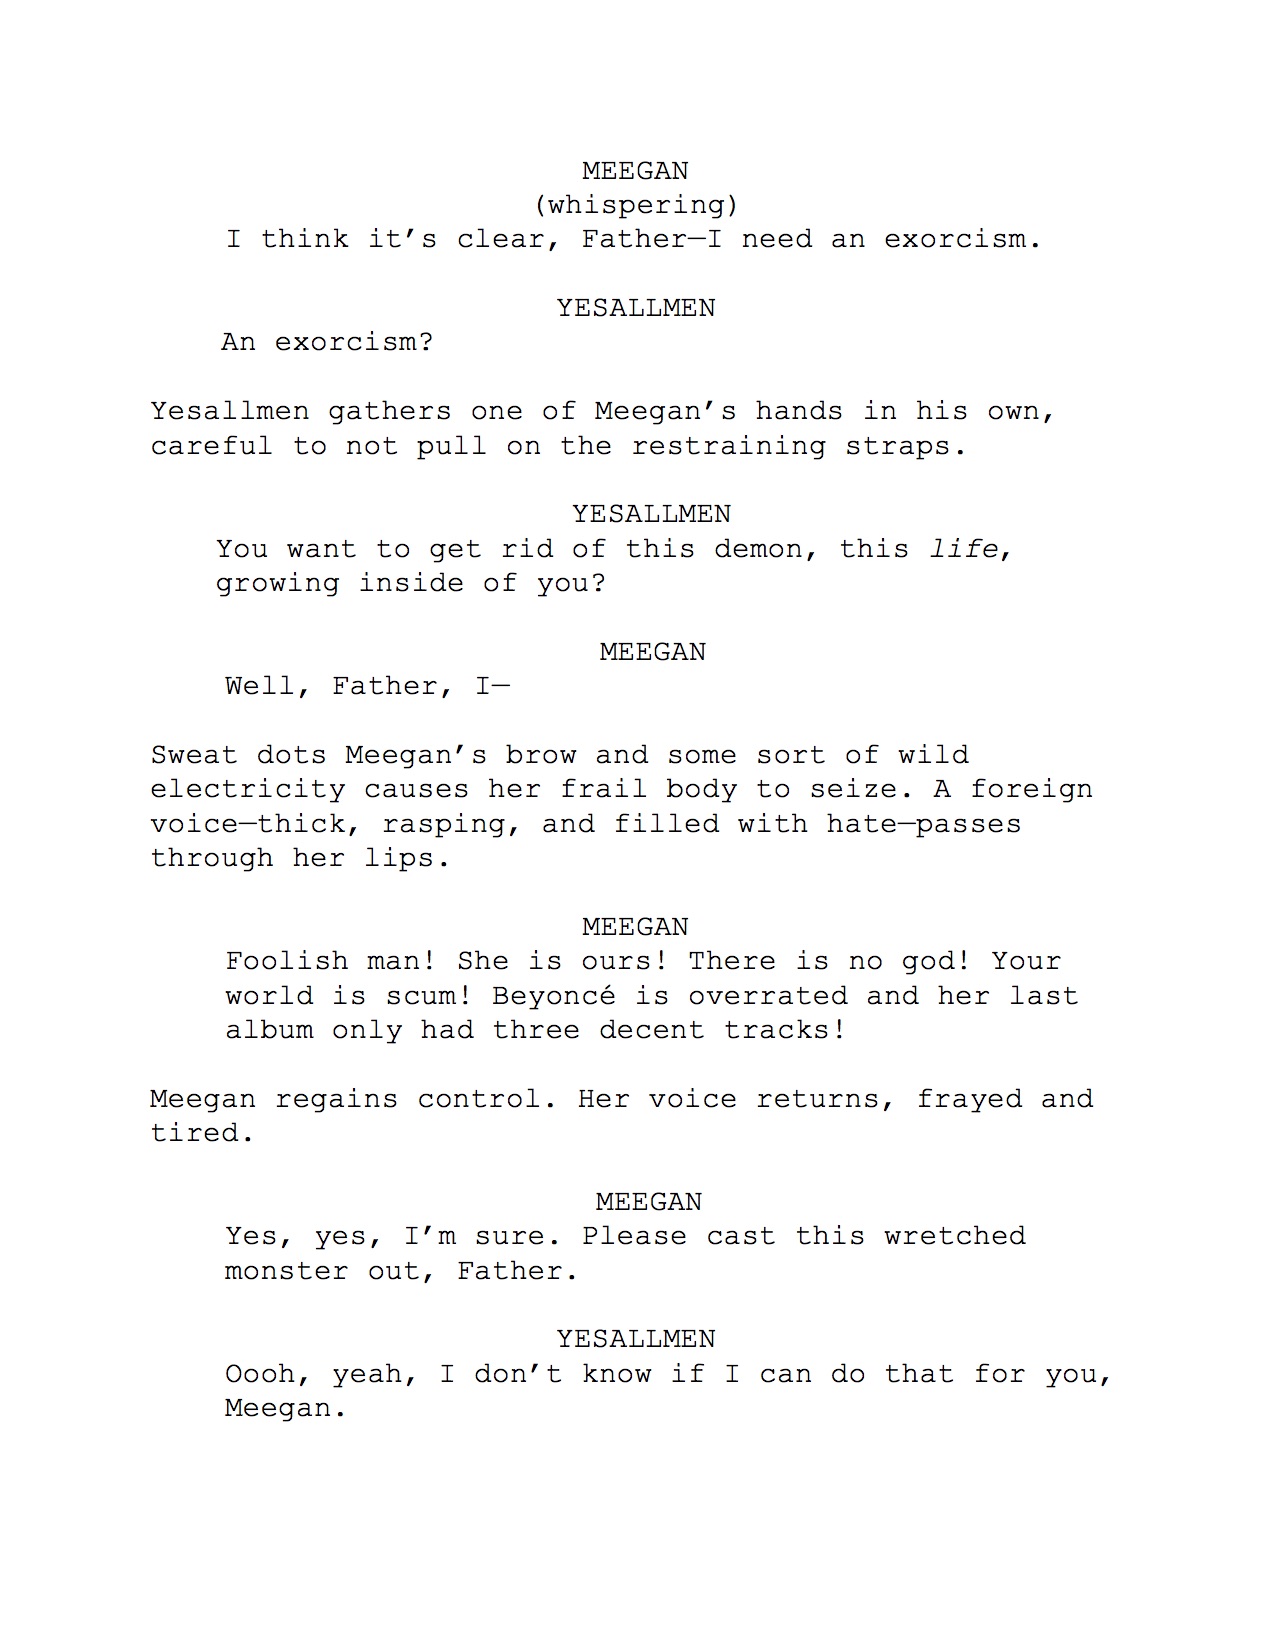 MEEGAN
(whispering)
I think it’s clear, Father—I need an exorcism.
YESALLMEN
An exorcism?
Yesallmen gathers one of Meegan’s hands in his own,
careful to not pull on the restraining straps.
YESALLMEN
You want to get rid of this demon, this life,
growing inside of you?
MEEGAN
Well, Father, I—
Sweat dots Meegan’s brow and some sort of wild
electricity causes her frail body to seize. A foreign
voice—thick, rasping, and filled with hate—passes
through her lips.
MEEGAN
Foolish man! She is ours! There is no god! Your
world is scum! Beyoncé is overrated and her last
album only had three decent tracks!
Meegan regains control. Her voice returns, frayed and
tired.
MEEGAN
Yes, yes, I’m sure. Please cast this wretched
monster out, Father.
YESALLMEN
Oooh, yeah, I don’t know if I can do that for you,
Meegan.